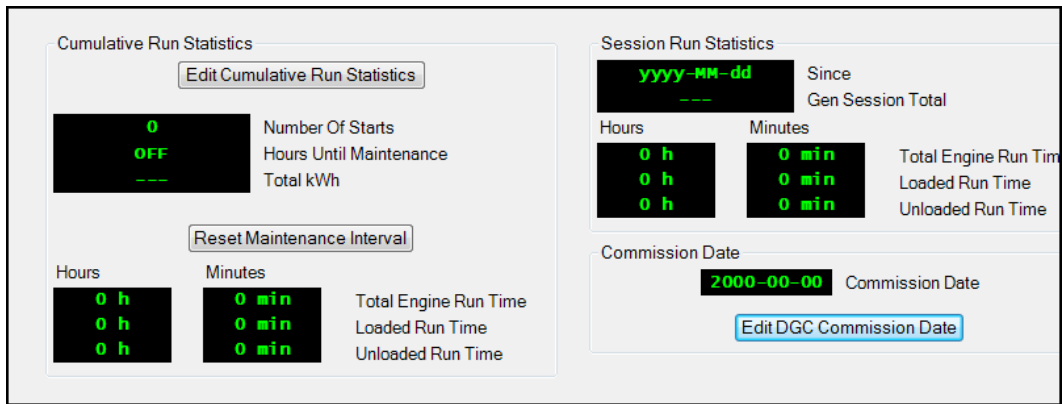 Cumulative Run Statistics
Edit Cumulative Run Statistics
0 Number Of Starts
OFF Hours Until Maintenance
--- Total kWh
Reset Maintenance Interval
Hours Minutes
0 h 0 min Total Engine Run Time
0 h 0 min Loaded Run Time
0 h 0 min Unloaded Run Time
Session Run Statistics
yyyy-MM-dd Since
--- Gen Session Total
Hours Minutes
0 h 0 min Total Engine Run Tim
0 h 0 min Loaded Run Time
0 h 0 min Unloaded Run Time
Commission Date
2000-00-00 Commission Date
Edit DGC Commission Date